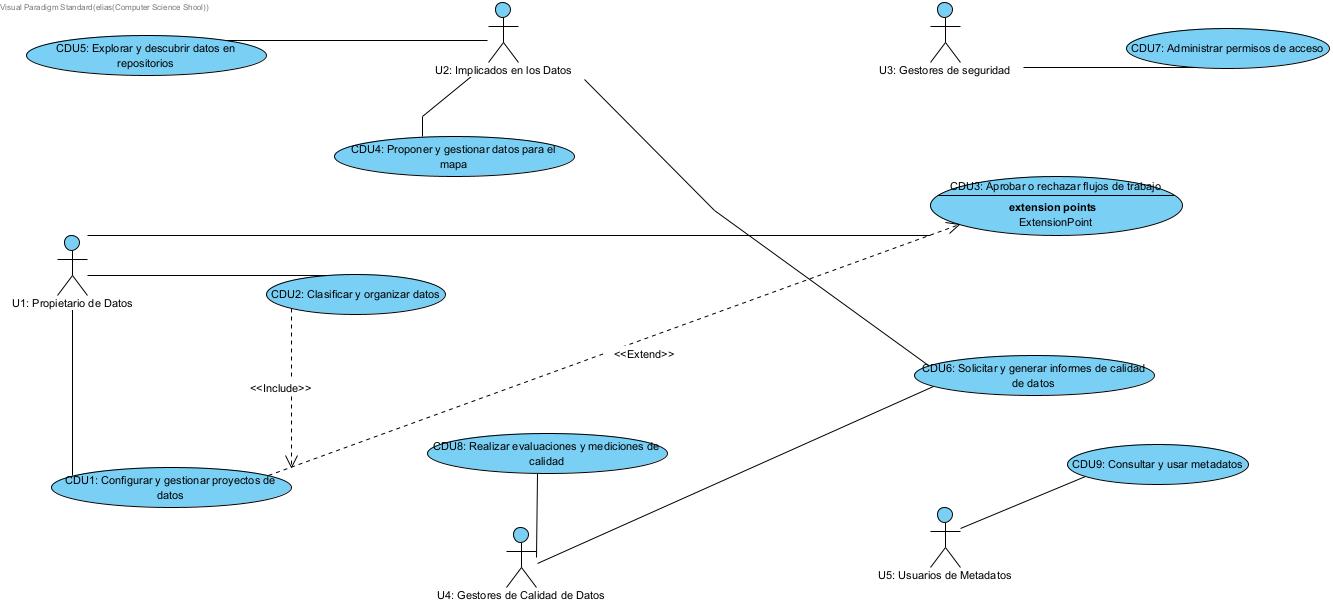 Visual Paradigm Standard(elias(Computer Science Shool))
CDU5: Explorar y descubrir datos en
repositorios
U2: Implicados en los Datos
U3: Gestores de seguridad
CDU7: Administrar permisos de acceso
CDU4: Proponer y gestionar datos para el
mapa
CDU3: Aprobar o rechazar flujos de trabajo
extension points
ExtensionPoint
U1: Propietario de Datos
CDU2: Clasificar y organizar datos
<<Extend>>
<<Include>>
CDU6: Solicitar y generar informes de calidad
de datos
CDU8: Realizar evaluaciones y mediciones de
calidad
CDU9: Consultar y usar metadatos
CDU1: Configurar y gestionar proyectos de
datos
U4: Gestores de Calidad de Datos
U5: Usuarios de Metadatos